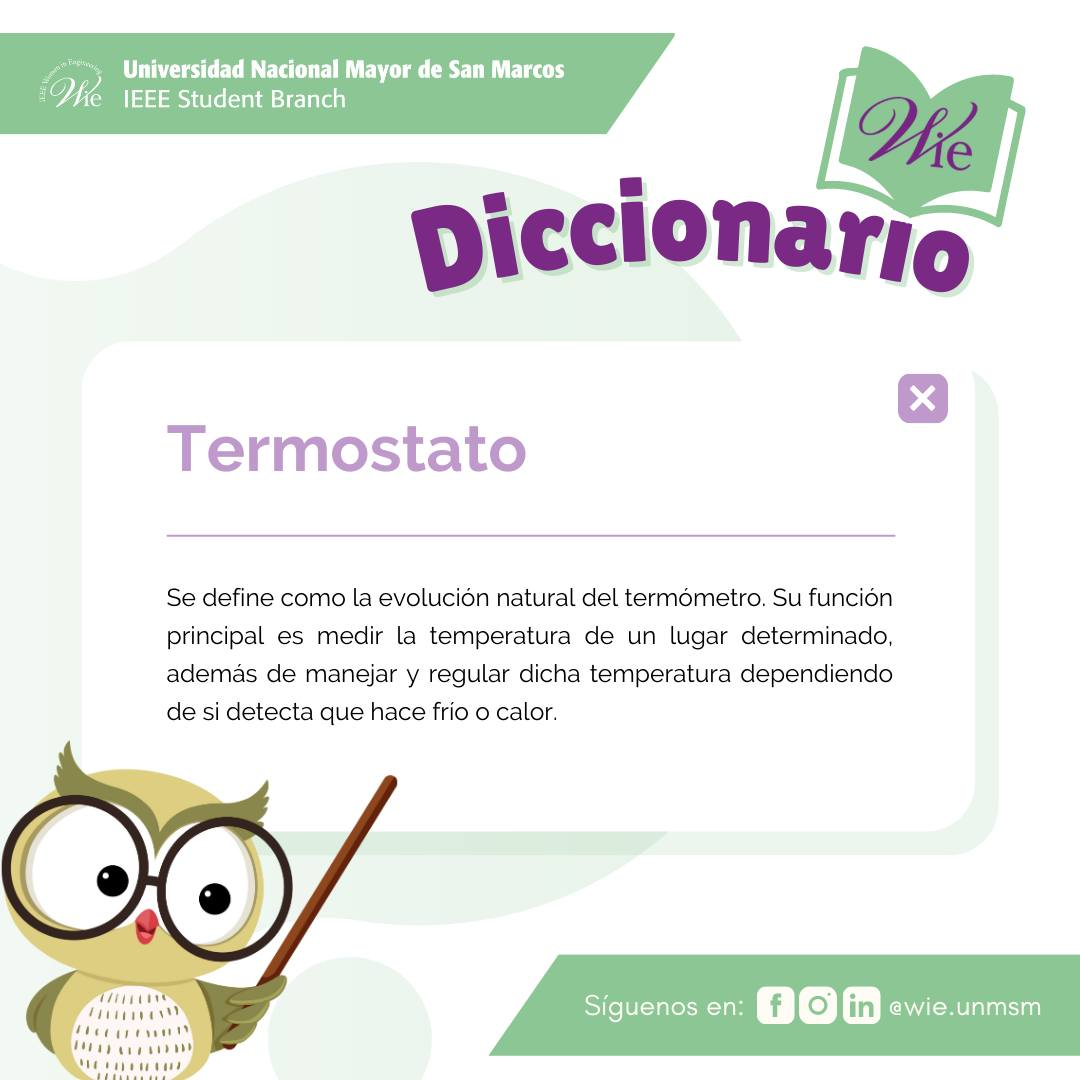 IEEE Women in Engineering
Wie
Universidad Nacional Mayor de San Marcos
IEEE Student Branch
Wie
Diccionario
Termostato
Se define como la evolución natural del termómetro. Su función
principal es medir la temperatura de un lugar determinado,
además de manejar y regular dicha temperatura dependiendo
de si detecta que hace frío o calor.
Síguenos en: f in @wie.unmsm